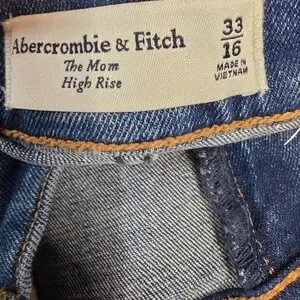 Abercrombie & Fitch
The Mom
High Rise
33
16
MADE IN
VIETNAM